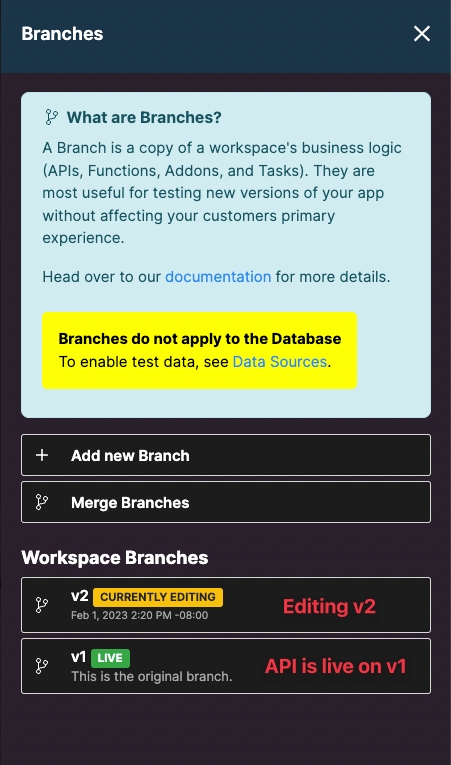 Branches
What are Branches?
A Branch is a copy of a workspace's business logic
(APIs, Functions, Addons, and Tasks). They are
most useful for testing new versions of your app
without affecting your customers primary
experience.
Head over to our documentation for more details.
Branches do not apply to the Database
To enable test data, see Data Sources.
Add new Branch
Merge Branches
Workspace Branches
v2 CURRENTLY EDITING
Feb 1, 2023 2:20 PM -08:00
Editing v2
v1 LIVE
This is the original branch.
API is live on v1